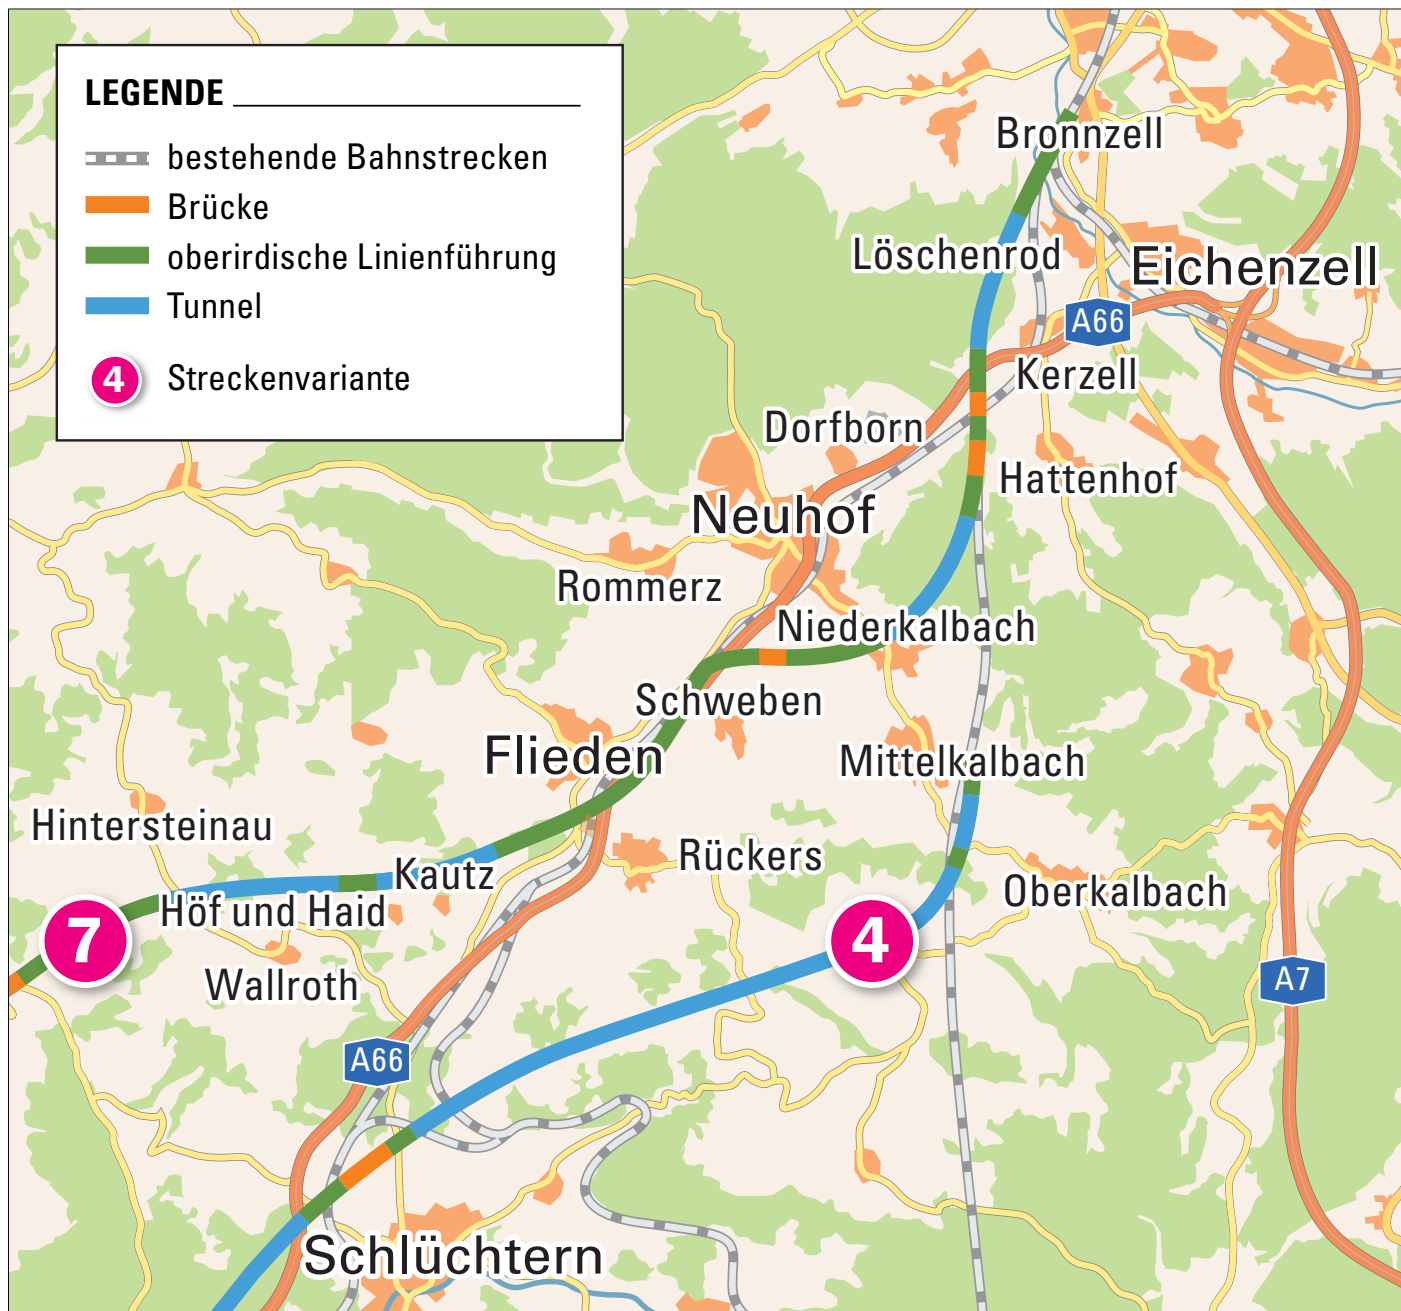 LEGENDE
bestehende Bahnstrecken
Brücke
oberirdische Linienführung
Tunnel
4 Streckenvariante
Bronnzell
Löschenrod
Eichenzell
A66
Kerzell
Dorfborn
Hattenhof
Neuhof
Rommerz
Niederkalbach
Schweben
Flieden
Mittelkalbach
Hintersteinau
Rückers
Kautz
Oberkalbach
Höf und Haid
7
4
Wallroth
A7
A66
Schlüchtern